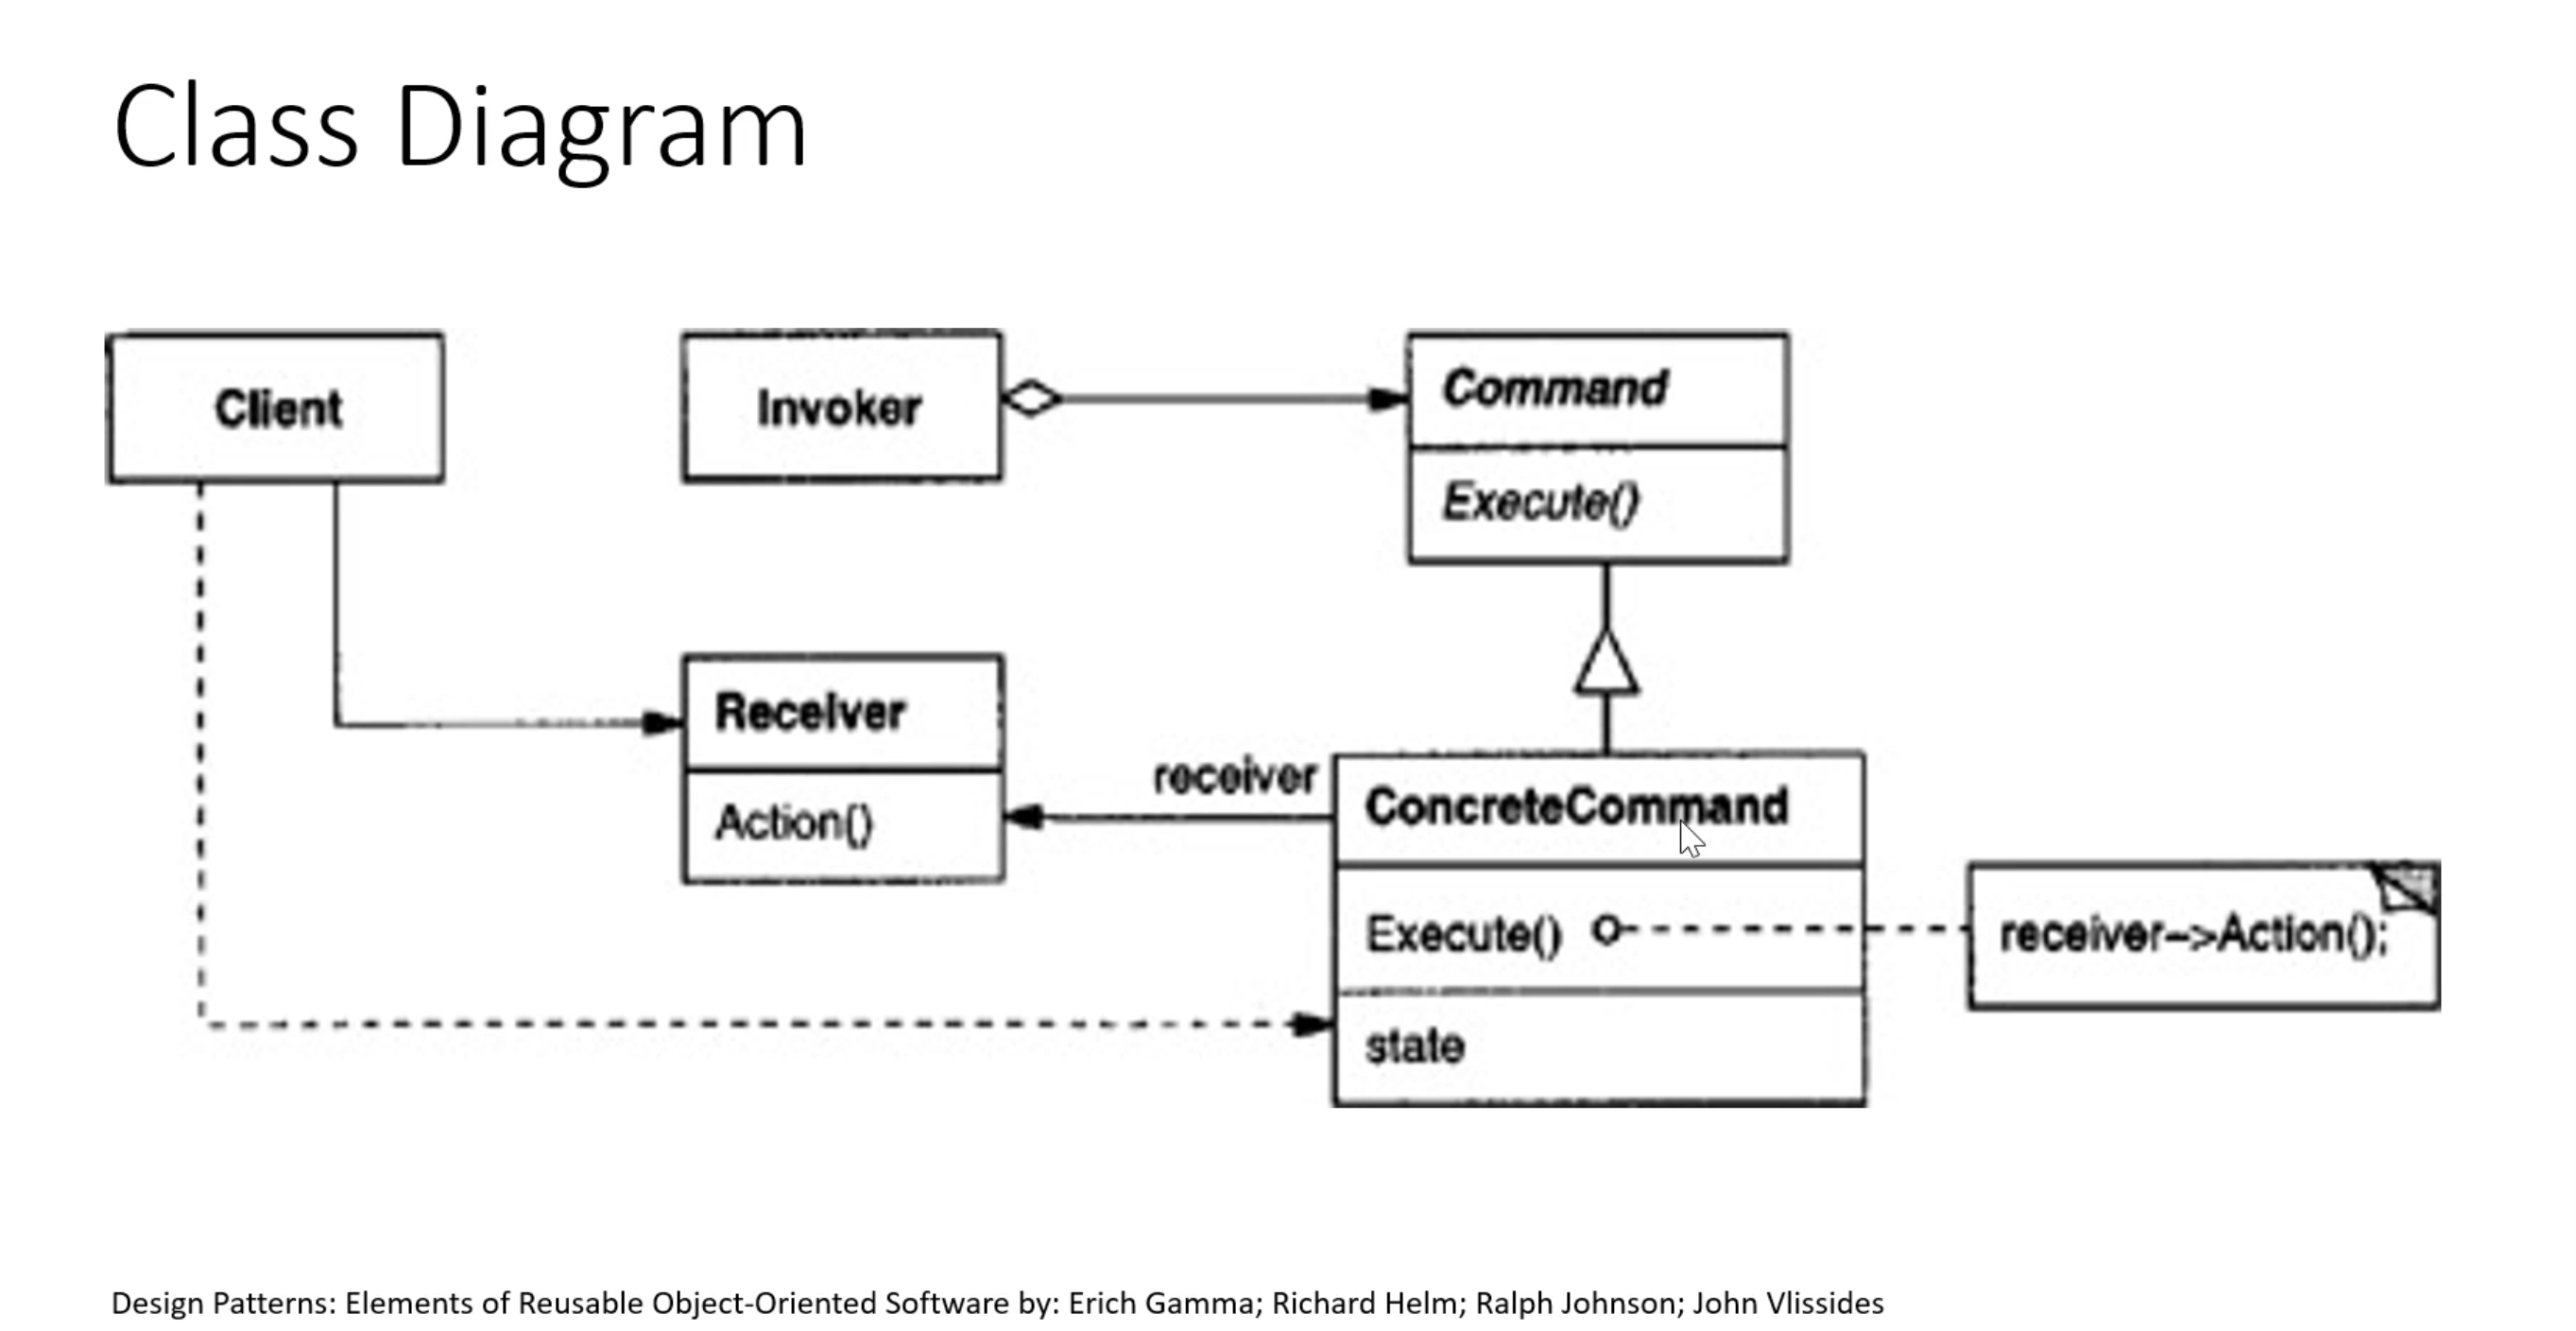 Class Diagram
Client
Invoker
Command
Execute()
Receiver
Action()
receiver
ConcreteCommand
Execute()
receiver–>Action();
state
Design Patterns: Elements of Reusable Object-Oriented Software by: Erich Gamma; Richard Helm; Ralph Johnson; John Vlissides